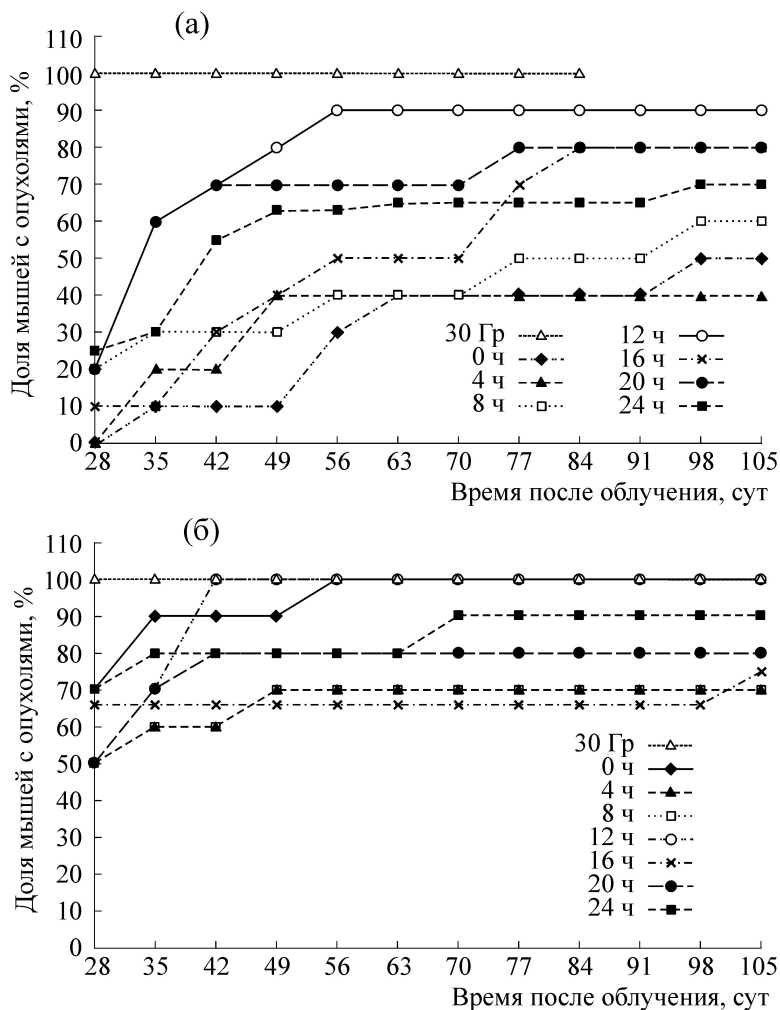 (а)
Доля мышей с опухолями, %
110
100
90
80
70
60
50
40
30
20
10
0
30 Гр
0 ч
4 ч
8 ч
12 ч
16 ч
20 ч
24 ч
28 35 42 49 56 63 70 77 84 91 98 105
Время после облучения, сут
(б)
Доля мышей с опухолями, %
110
100
90
80
70
60
50
40
30
20
10
0
30 Гр
0 ч
4 ч
8 ч
12 ч
16 ч
20 ч
24 ч
28 35 42 49 56 63 70 77 84 91 98 105
Время после облучения, сут